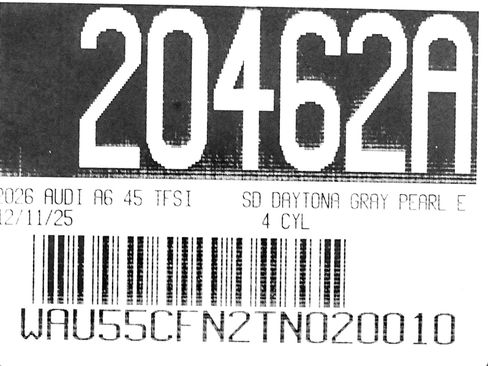 20462A
2026 AUDI A6 45 TFSI SD DAYTONA GRAY PEARL E
12/11/25 4 CYL
WAU55CFN2TN020010